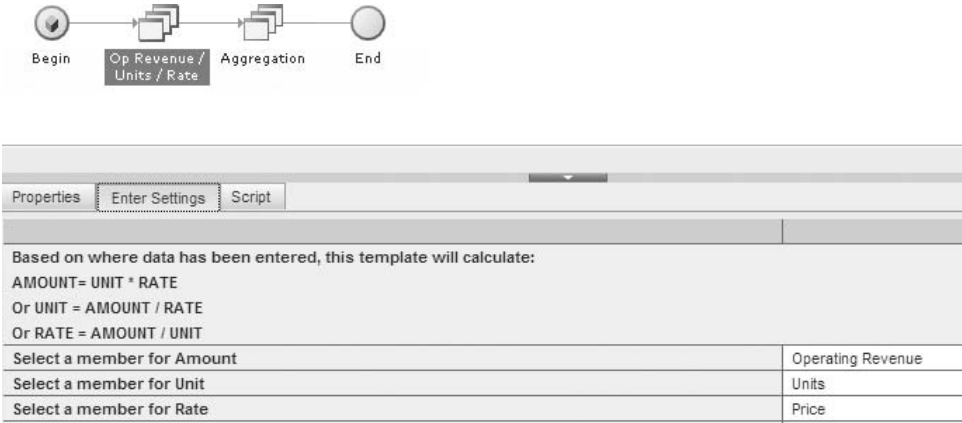 Begin
Op Revenue /
Units / Rate
Aggregation
End
Properties
Enter Settings
Script
Based on where data has been entered, this template will calculate:
AMOUNT= UNIT * RATE
Or UNIT = AMOUNT / RATE
Or RATE = AMOUNT / UNIT
Select a member for Amount Operating Revenue
Select a member for Unit Units
Select a member for Rate Price